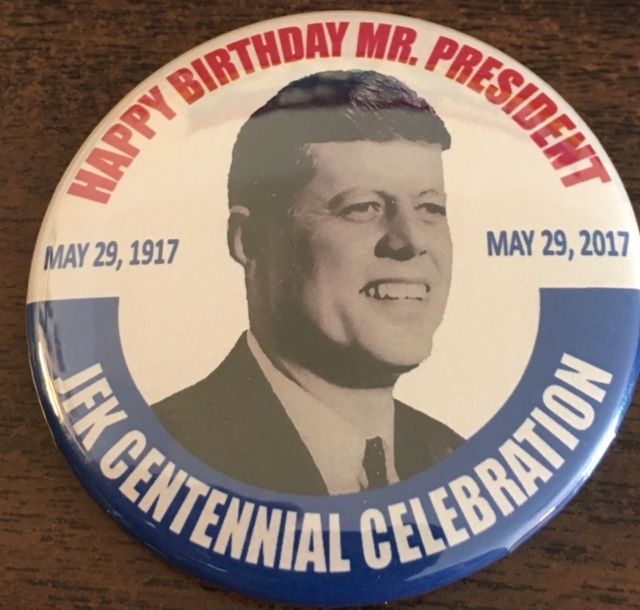 HAPPY BIRTHDAY MR. PRESIDENT
MAY 29, 1917
MAY 29, 2017
JFK CENTENNIAL CELEBRATION